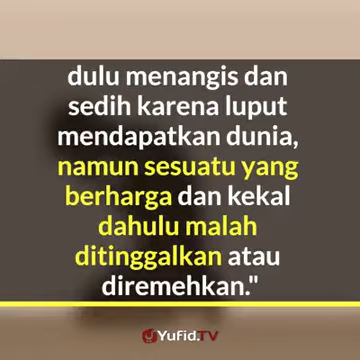 dulu menangis dan
sedih karena luput
mendapatkan dunia,
namun sesuatu yang
berharga dan kekal
dahulu malah
ditinggalkan atau
diremehkan."
YUFID.TV